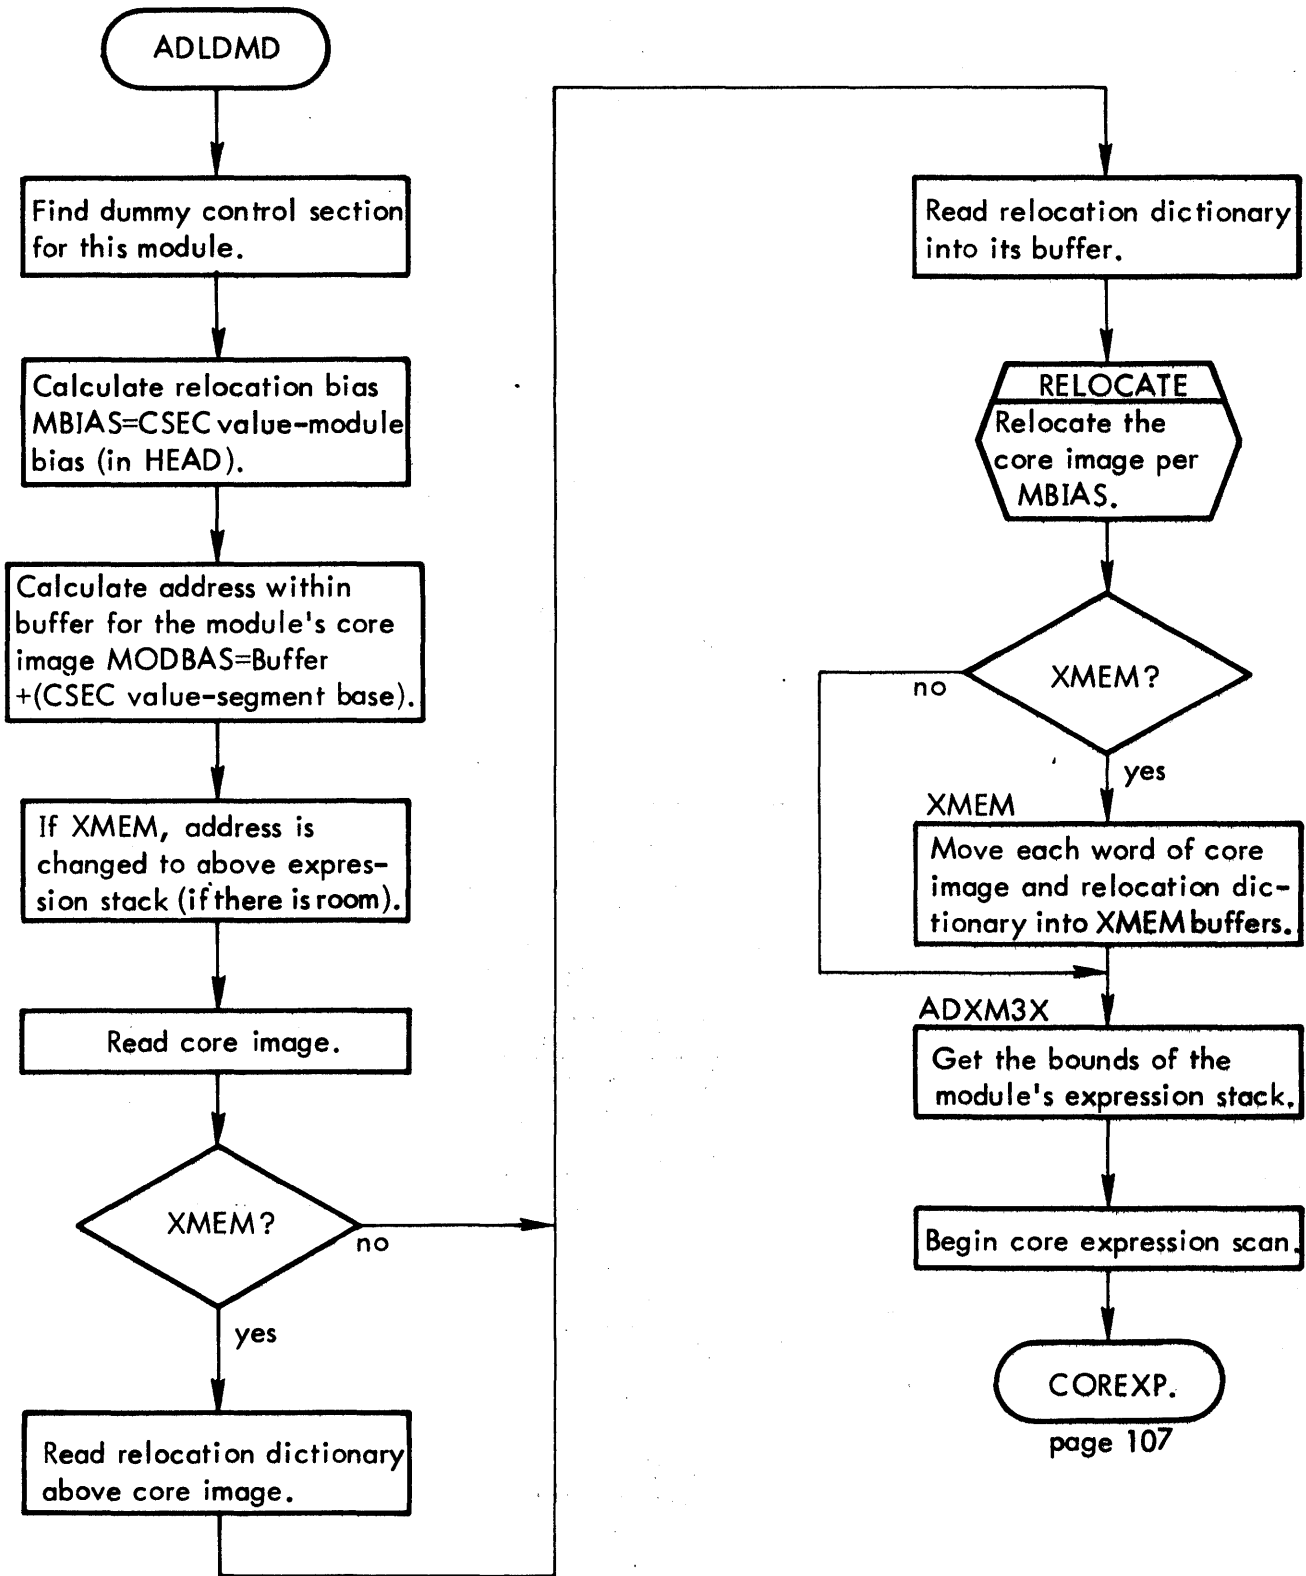 ADLDMD
Find dummy control section
for this module.
Calculate relocation bias
MBIAS=CSEC value-module
bias (in HEAD).
Calculate address within
buffer for the module's core
image MODBAS=Buffer
+(CSEC value-segment base).
If XMEM, address is
changed to above expres-
sion stack (if there is room).
Read core image.
XMEM?
no
yes
Read relocation dictionary
above core image.
Read relocation dictionary
into its buffer.
RELOCATE
Relocate the
core image per
MBIAS.
XMEM?
no
yes
XMEM
Move each word of core
image and relocation dic-
tionary into XMEM buffers.
ADXM3X
Get the bounds of the
module's expression stack.
Begin core expression scan.
COREXP.
page 107